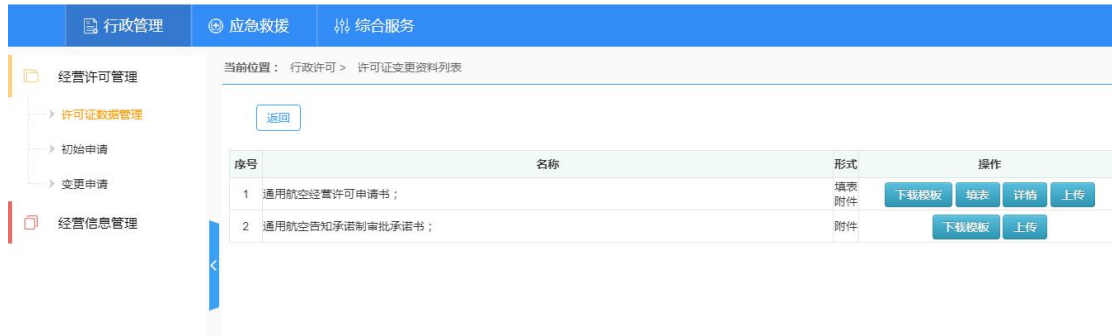 行政管理 应急救援 综合服务
经营许可管理
许可证数据管理
初始申请
变更申请
经营信息管理
当前位置： 行政许可 > 许可证变更资料列表
返回
序号 名称 形式 操作
1 通用航空经营许可申请书； 填表 附件 下载模板 填表 详情 上传
2 通用航空告知承诺制审批承诺书； 附件 下载模板 上传